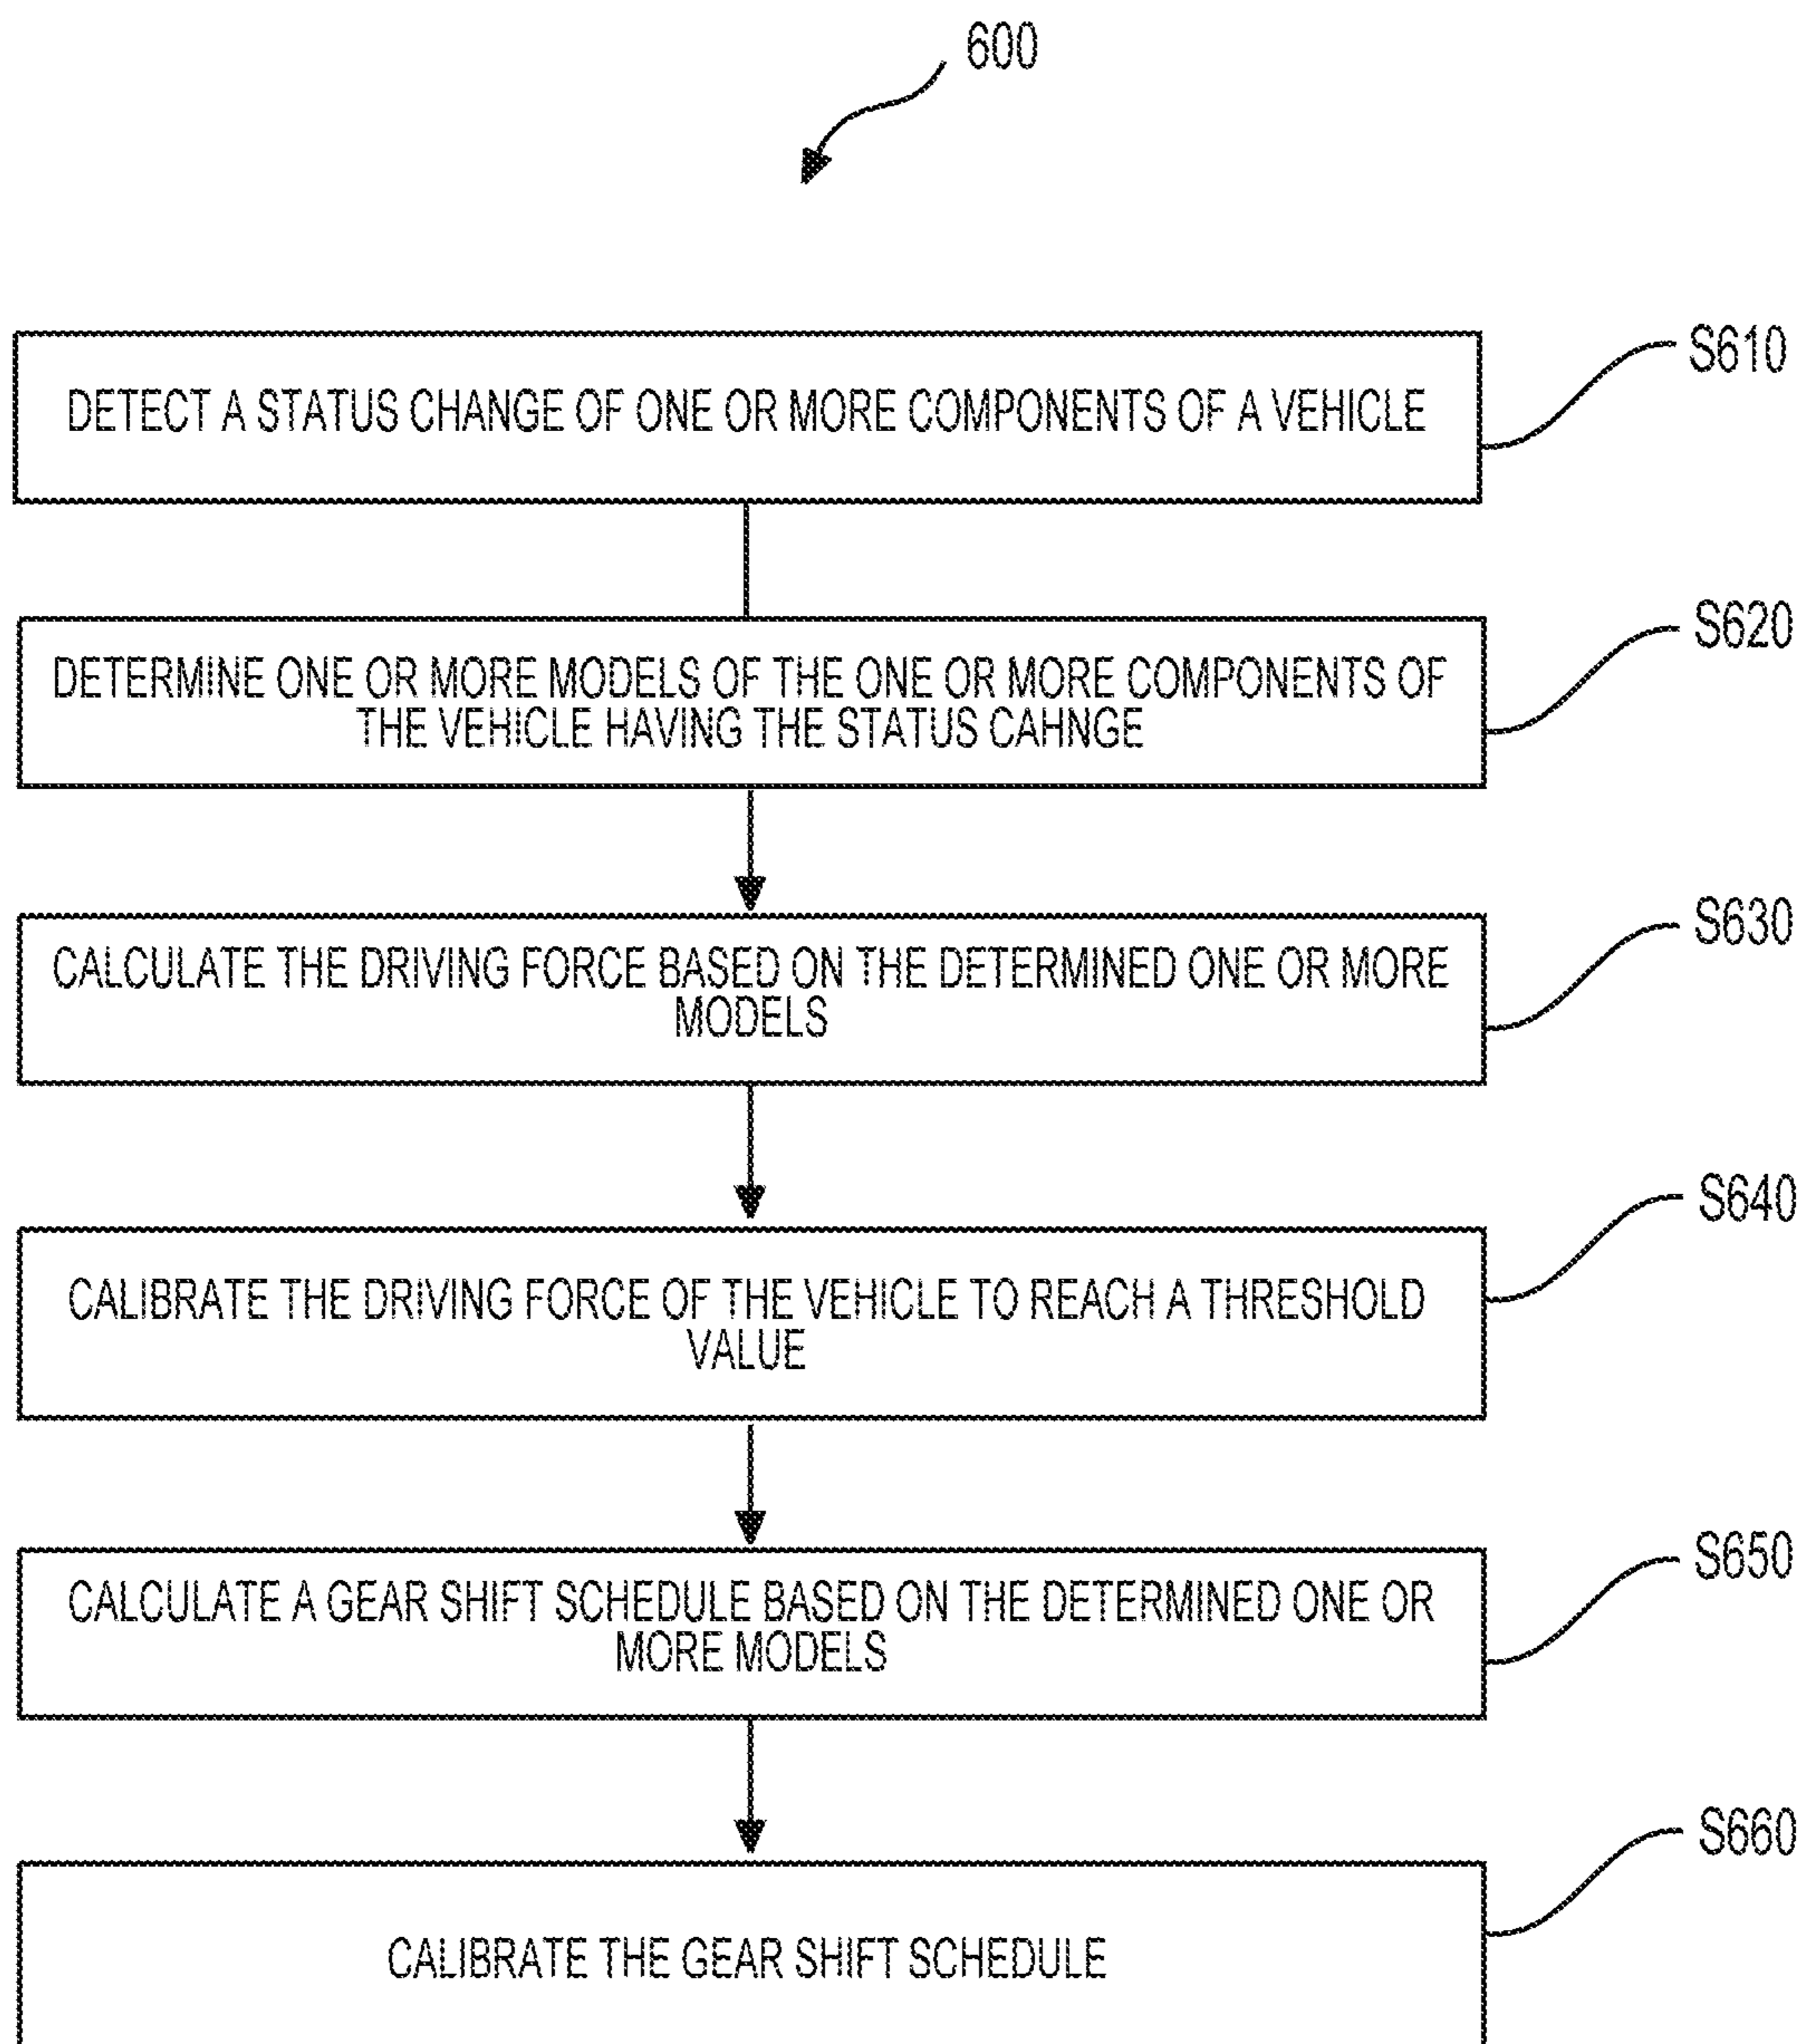 600
DETECT A STATUS CHANGE OF ONE OR MORE COMPONENTS OF A VEHICLE
S610
DETERMINE ONE OR MORE MODELS OF THE ONE OR MORE COMPONENTS OF
THE VEHICLE HAVING THE STATUS CAHNGE
S620
CALCULATE THE DRIVING FORCE BASED ON THE DETERMINED ONE OR MORE
MODELS
S630
CALIBRATE THE DRIVING FORCE OF THE VEHICLE TO REACH A THRESHOLD
VALUE
S640
CALCULATE A GEAR SHIFT SCHEDULE BASED ON THE DETERMINED ONE OR
MORE MODELS
S650
CALIBRATE THE GEAR SHIFT SCHEDULE
S660